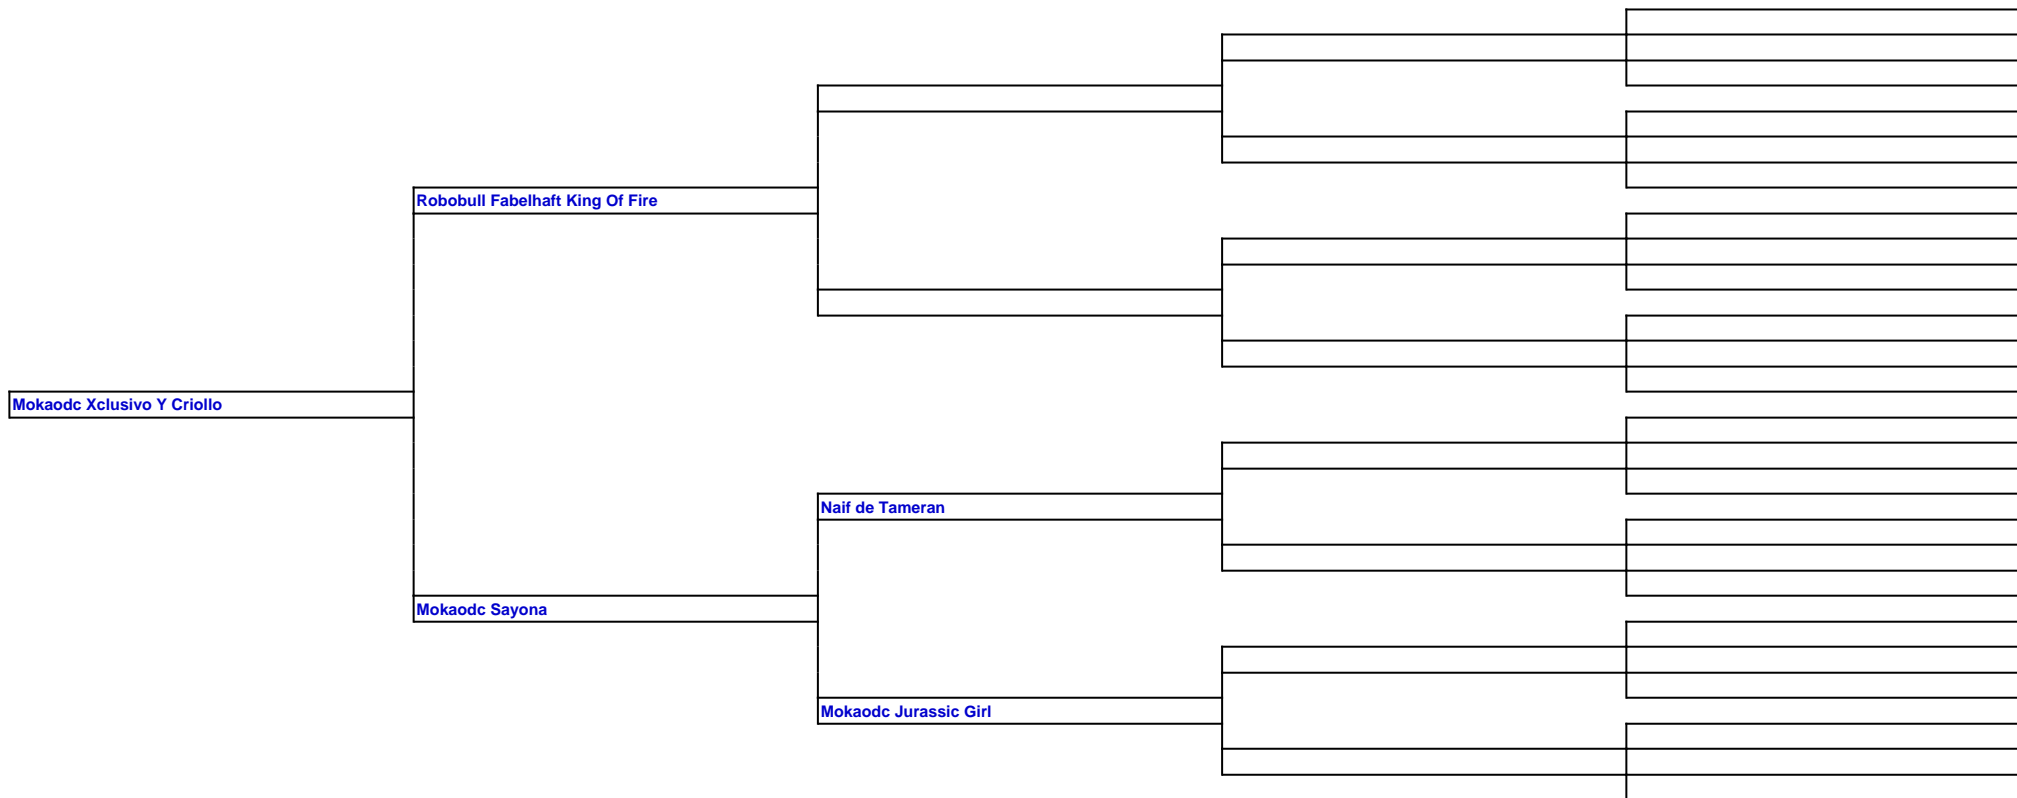 Robobull Fabelhaft King Of Fire
Mokaodc Xclusivo Y Criollo
Naif de Tameran
Mokaodc Sayona
Mokaodc Jurassic Girl